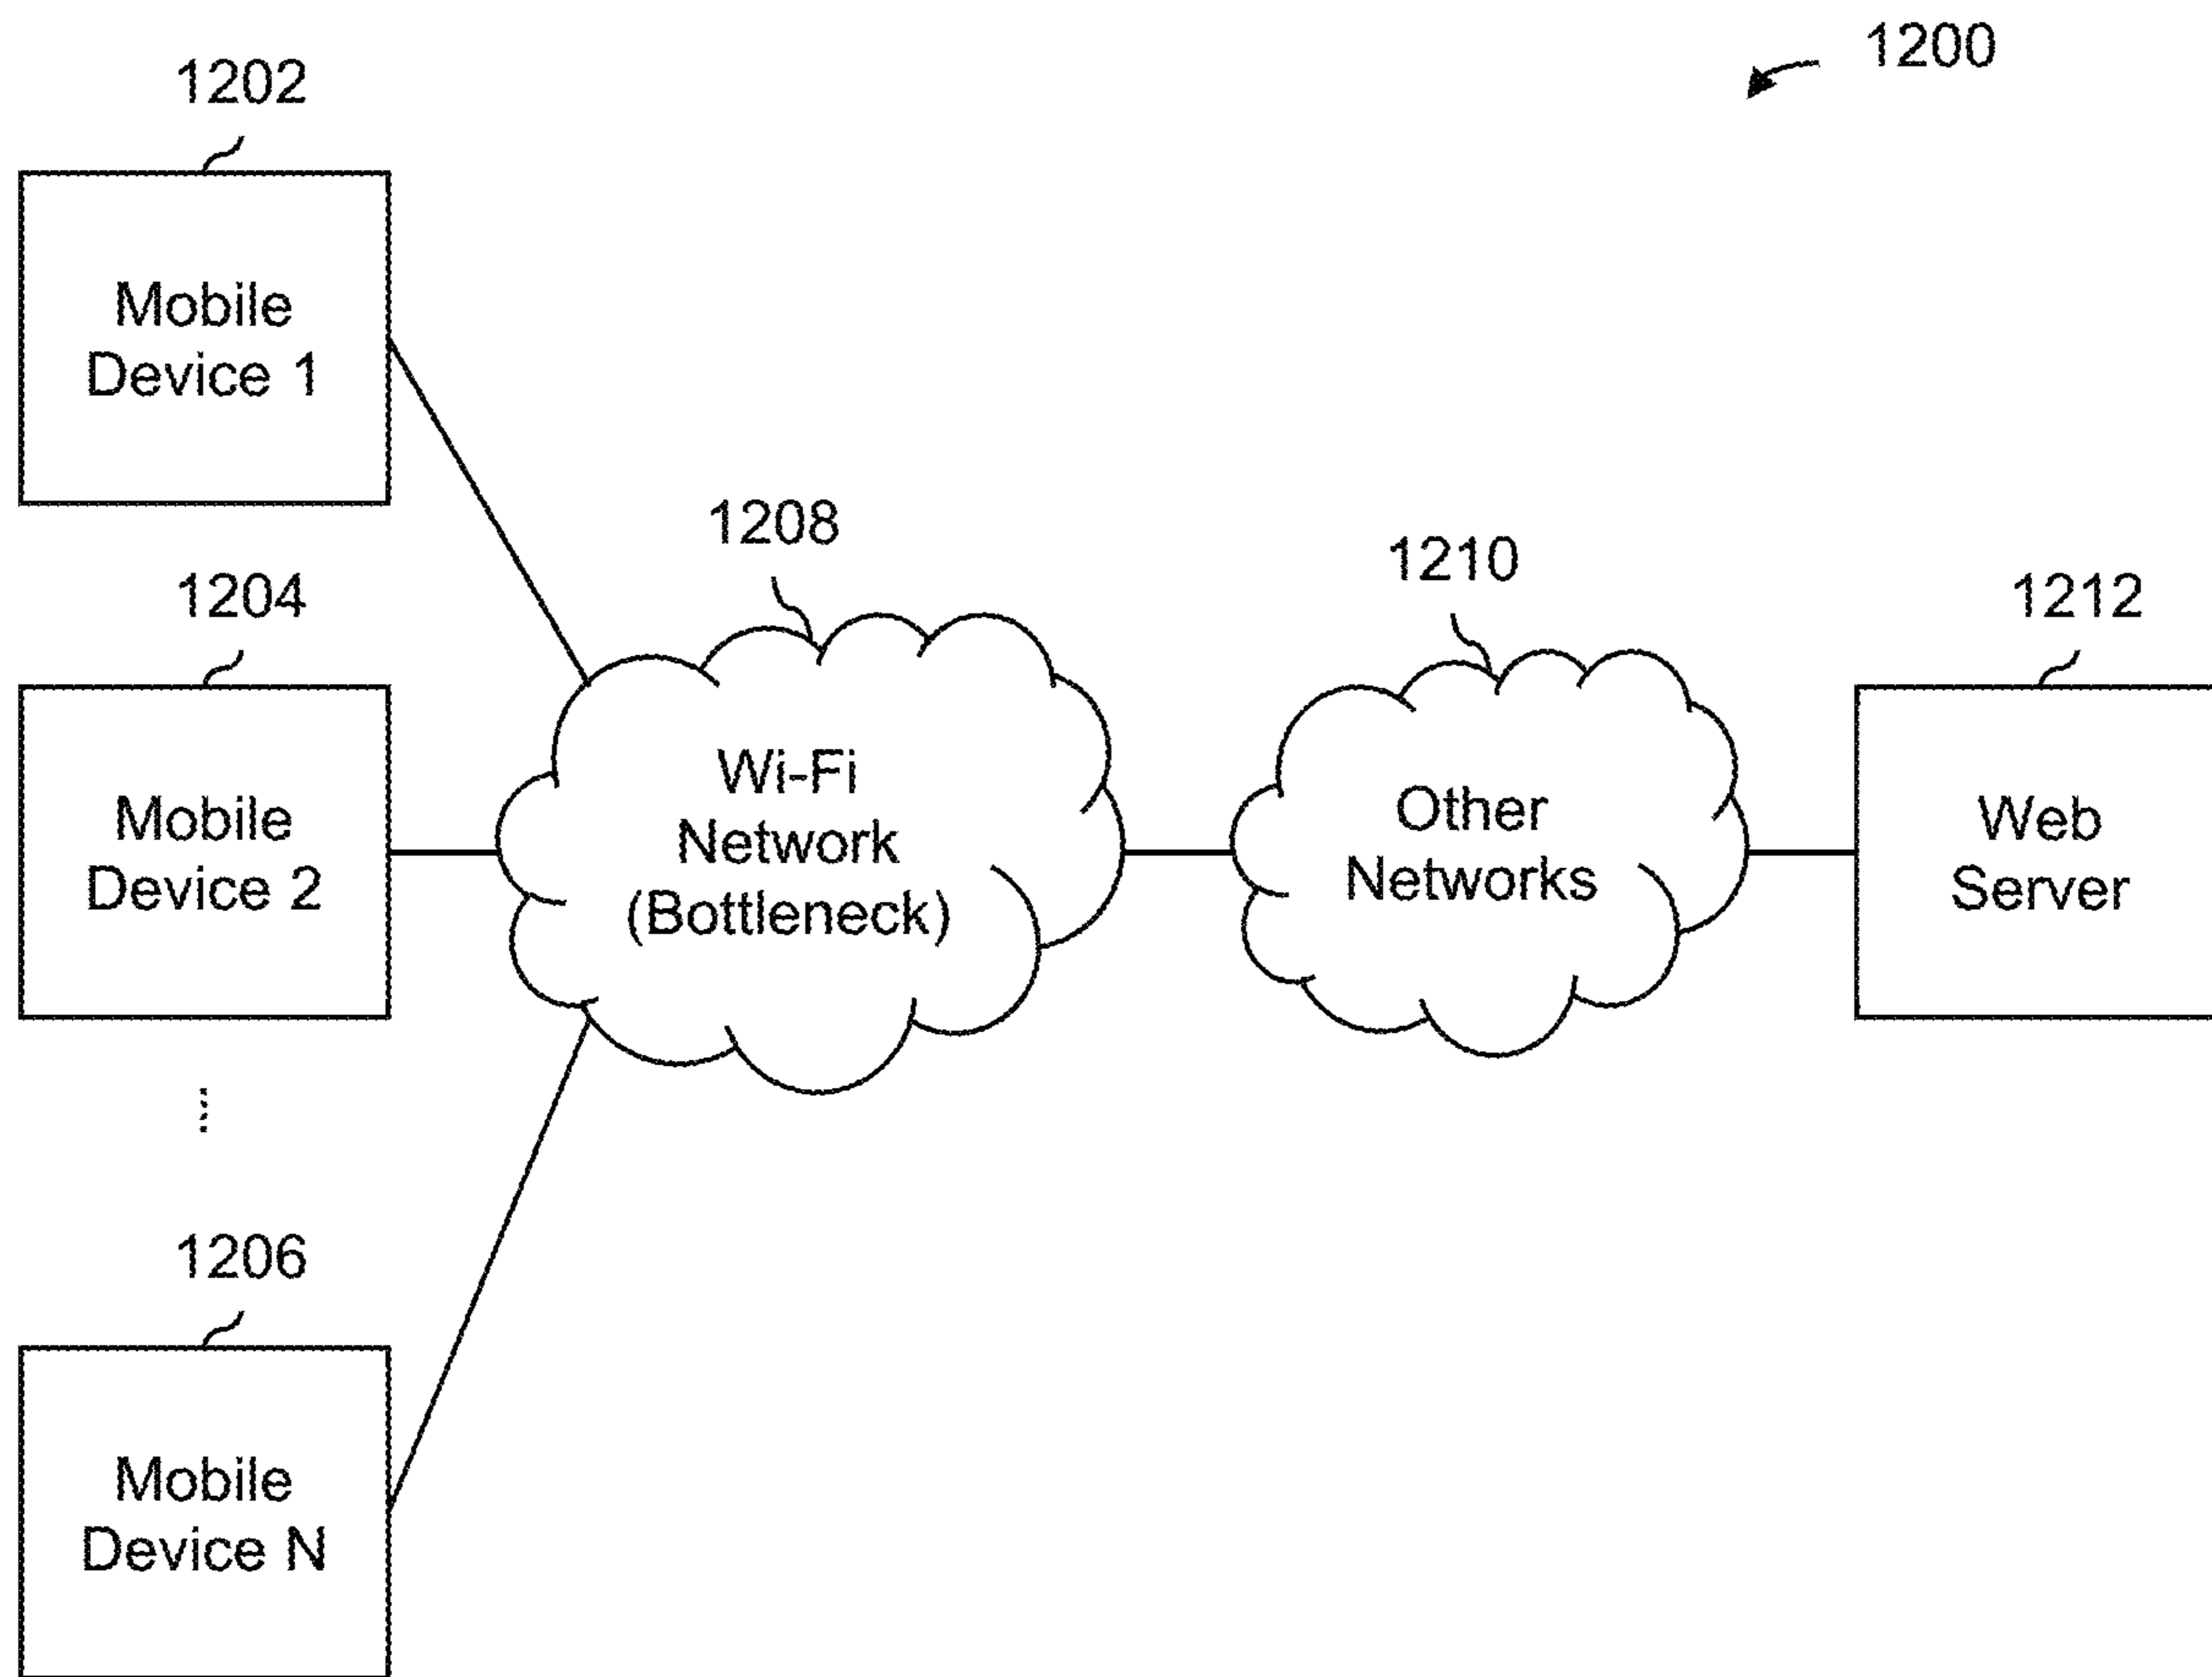 1200
1202
Mobile
Device 1
1204
Mobile
Device 2
...
1206
Mobile
Device N
1208
Wi-Fi
Network
(Bottleneck)
1210
Other
Networks
1212
Web
Server